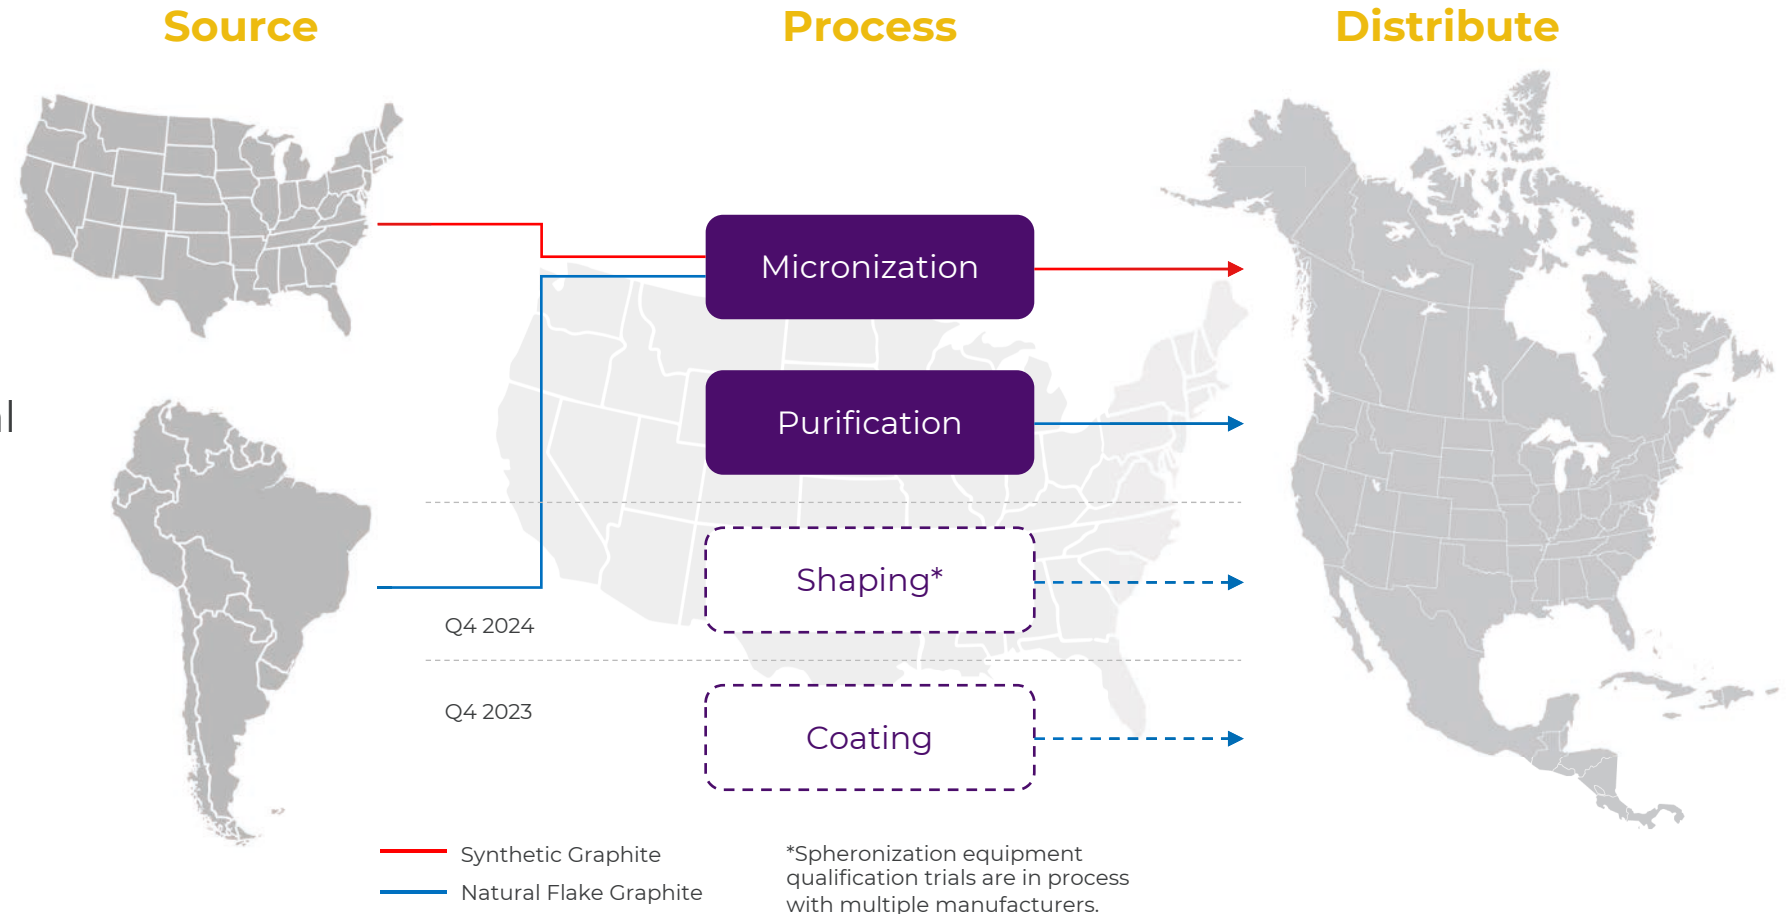 Source
Process
Distribute
Micronization
Purification
Shaping*
Q4 2024
Q4 2023
Coating
Synthetic Graphite
Natural Flake Graphite
*Spheronization equipment
qualification trials are in process
with multiple manufacturers.